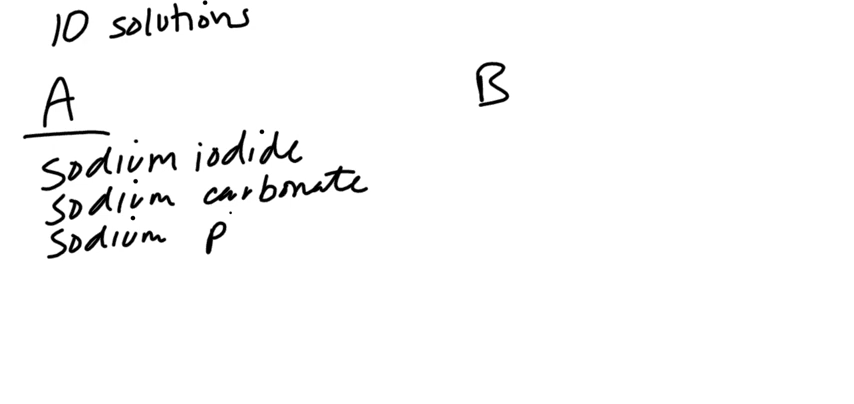 10 solutions
A
B
sodium iodide
sodium carbonate
sodium p